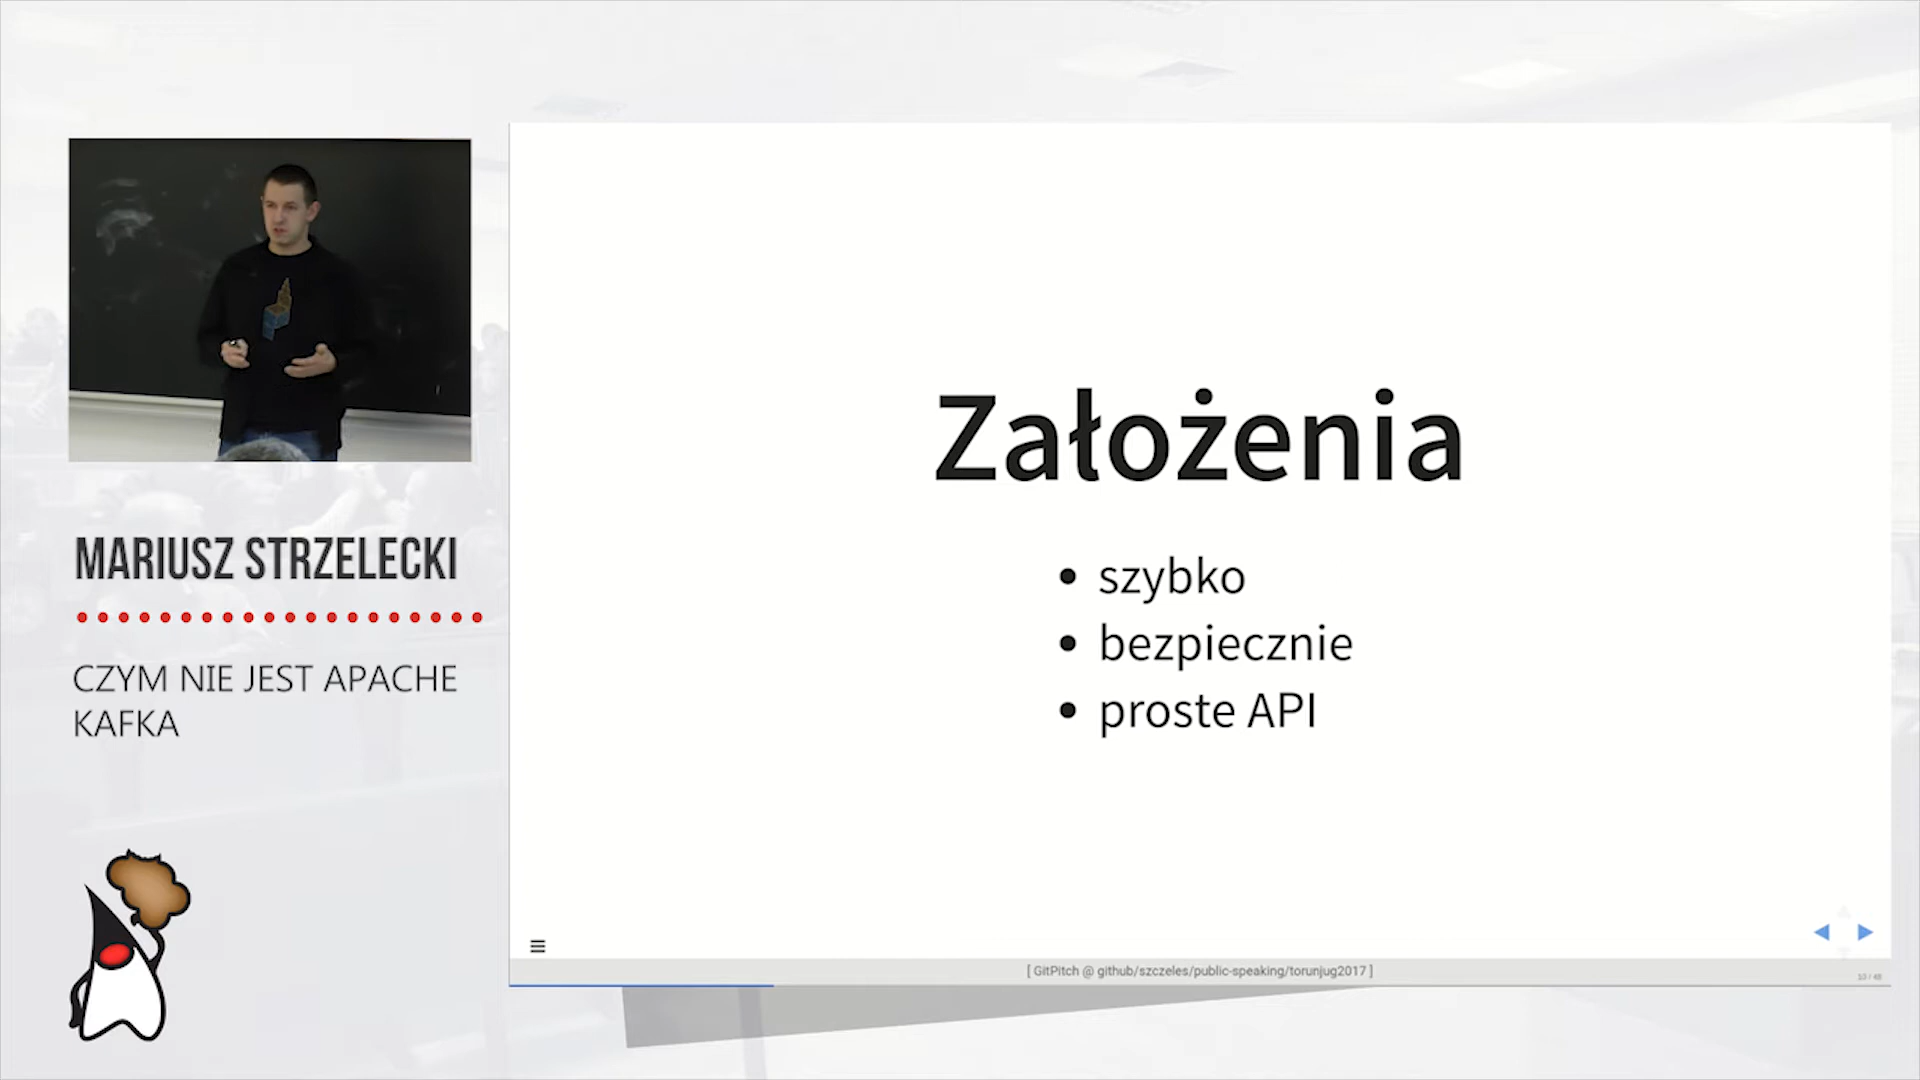 MARIUSZ STRZELECKI
CZYM NIE JEST APACHE
KAFKA
Założenia
• szybko
• bezpiecznie
• proste API
[ GitPitch @ github/szczeles/public-speaking/torunjug2017 ]